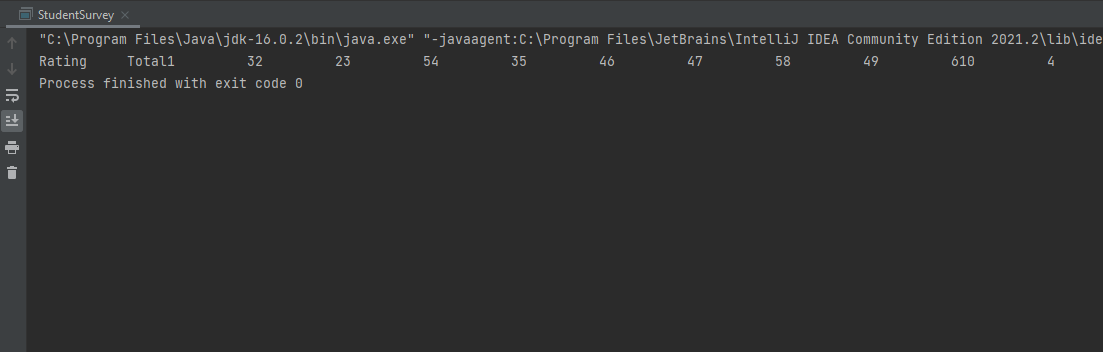 StudentSurvey
"C:\Program Files\Java\jdk-16.0.2\bin\java.exe" "-javaagent:C:\Program Files\JetBrains\IntelliJ IDEA Community Edition 2021.2\lib\ide
Rating     Total1         32         23         54         35         46         47         58         49         610         4
Process finished with exit code 0